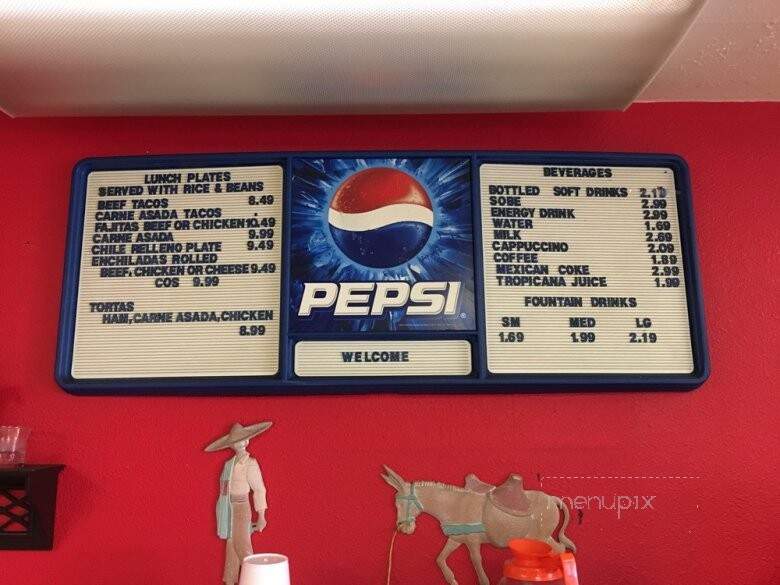 LUNCH PLATES
SERVED WITH RICE & BEANS
BEEF TACOS 8.49
CARNE ASADA TACOS
FAJITAS BEEF OR CHICKEN 10.49
CARNE ASADA 9.99
CHILE RELLENO PLATE 9.49
ENCHILADAS ROLLED
BEEF, CHICKEN OR CHEESE 9.49
COS 9.99
TORTAS
HAM, CARNE ASADA, CHICKEN
8.99
PEPSI®
WELCOME
BEVERAGES
BOTTLED SOFT DRINKS 2.19
SOBE 2.99
ENERGY DRINK 2.99
WATER 1.69
MILK 2.69
CAPPUCCINO 2.09
COFFEE 1.89
MEXICAN COKE 2.99
TROPICANA JUICE 1.99
FOUNTAIN DRINKS
SM MED LG
1.69 1.99 2.19
menupix